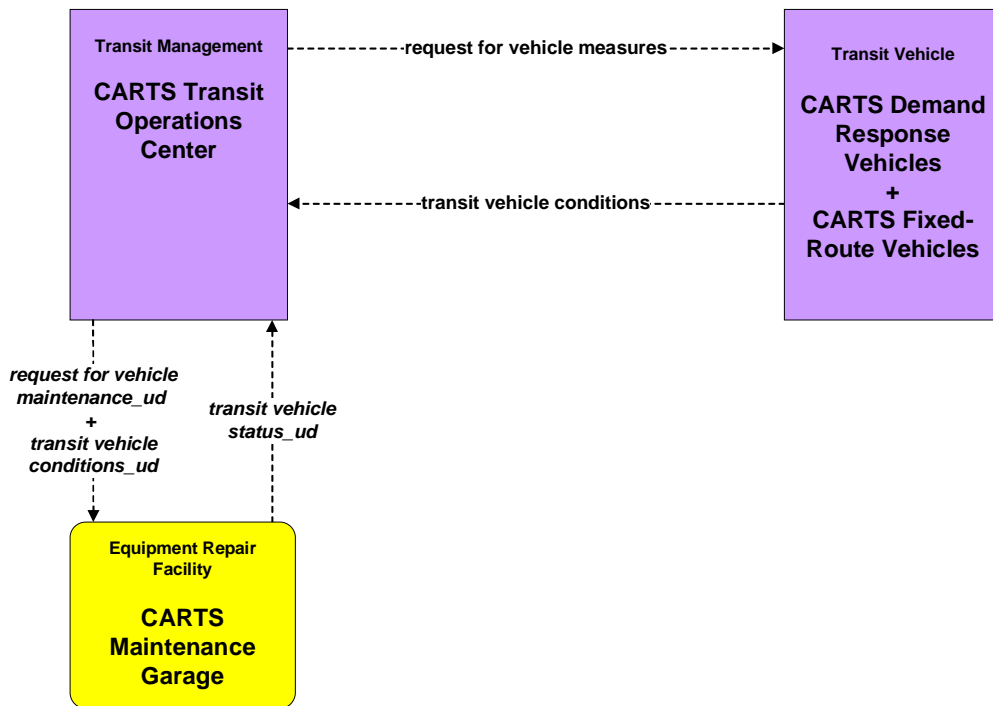 Transit Management
CARTS Transit
Operations
Center
request for vehicle measures
transit vehicle conditions
Transit Vehicle
CARTS Demand
Response
Vehicles
+
CARTS Fixed-
Route Vehicles
request for vehicle
maintenance_ud
+
transit vehicle
conditions_ud
transit vehicle
status_ud
Equipment Repair
Facility
CARTS
Maintenance
Garage